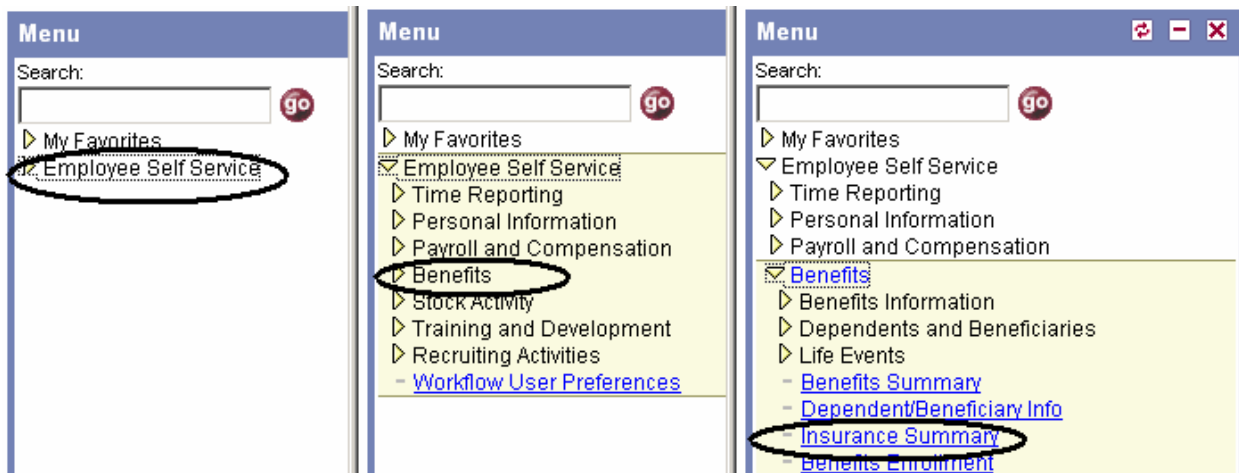 Menu
Search:
go
My Favorites
Employee Self Service
Menu
Search:
go
My Favorites
Employee Self Service
Time Reporting
Personal Information
Payroll and Compensation
Benefits
Stock Activity
Training and Development
Recruiting Activities
Workflow User Preferences
Menu
Search:
go
My Favorites
Employee Self Service
Time Reporting
Personal Information
Payroll and Compensation
Benefits
Benefits Information
Dependents and Beneficiaries
Life Events
Benefits Summary
Dependent/Beneficiary Info
Insurance Summary
Benefits Enrollment